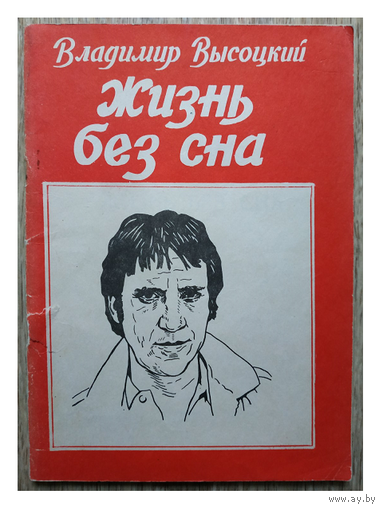 Владимир Высоцкий
Жизнь
без сна
www.ay.by